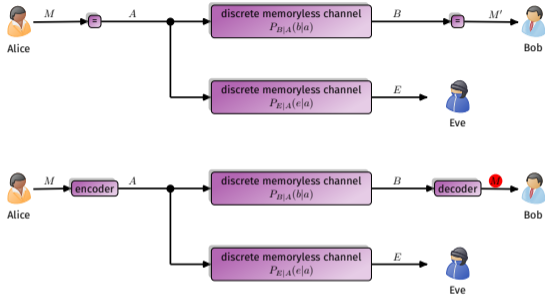 M = A discrete memoryless channel B = M′
P_{B|A}(b|a)
Alice Bob
discrete memoryless channel E
P_{E|A}(e|a)
Eve
M encoder A discrete memoryless channel B decoder
P_{B|A}(b|a)
Alice Bob
discrete memoryless channel E
P_{E|A}(e|a)
Eve